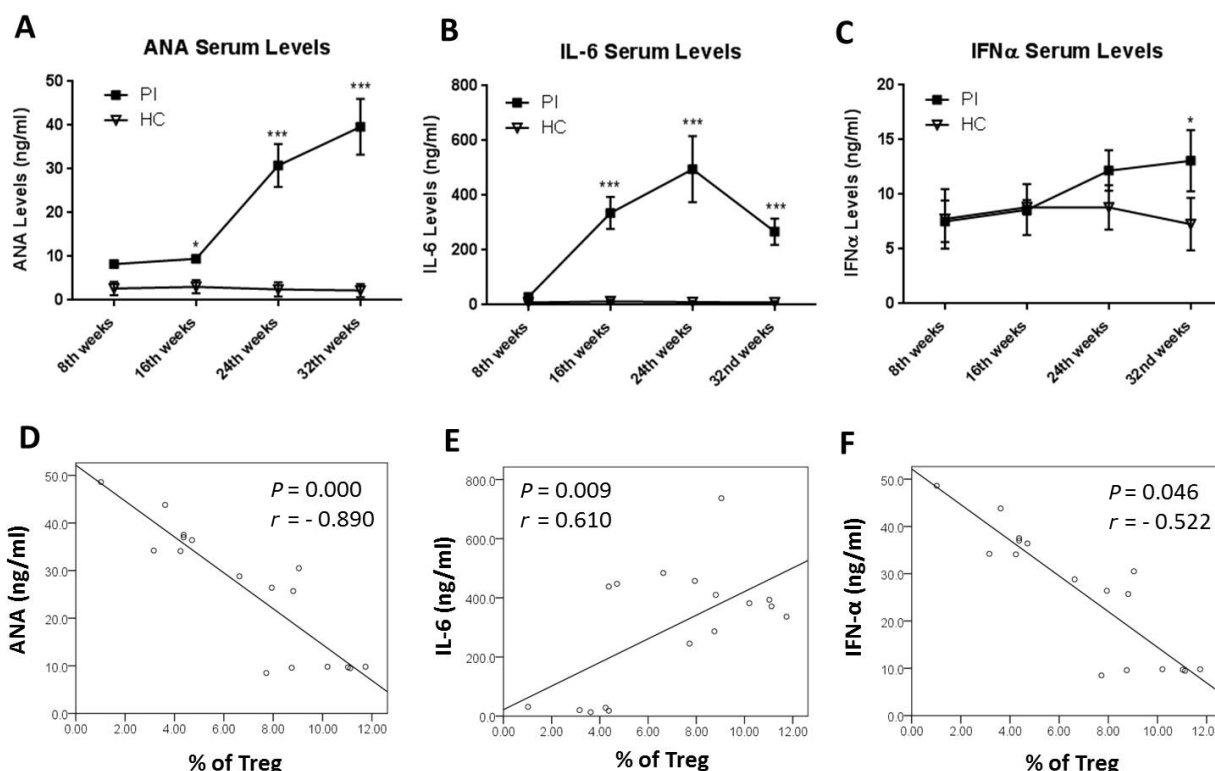 A
ANA Serum Levels
ANA Levels (ng/ml)
50
40
30
20
10
0
PI
HC
*
***
***
8th weeks
16th weeks
24th weeks
32th weeks
B
IL-6 Serum Levels
IL-6 Levels (ng/ml)
800
600
400
200
0
PI
HC
***
***
***
8th weeks
16th weeks
24th weeks
32nd weeks
C
IFNα Serum Levels
IFNα Levels (ng/ml)
20
15
10
5
0
PI
HC
*
8th weeks
16th weeks
24th weeks
32nd weeks
D
ANA (ng/ml)
50.0
40.0
30.0
20.0
10.0
0.0
P = 0.000
r = - 0.890
0.00 2.00 4.00 6.00 8.00 10.00 12.00
% of Treg
E
IL-6 (ng/ml)
800.0
600.0
400.0
200.0
0.0
P = 0.009
r = 0.610
0.00 2.00 4.00 6.00 8.00 10.00 12.00
% of Treg
F
IFN-α (ng/ml)
50.0
40.0
30.0
20.0
10.0
0.0
P = 0.046
r = - 0.522
0.00 2.00 4.00 6.00 8.00 10.00 12.00
% of Treg